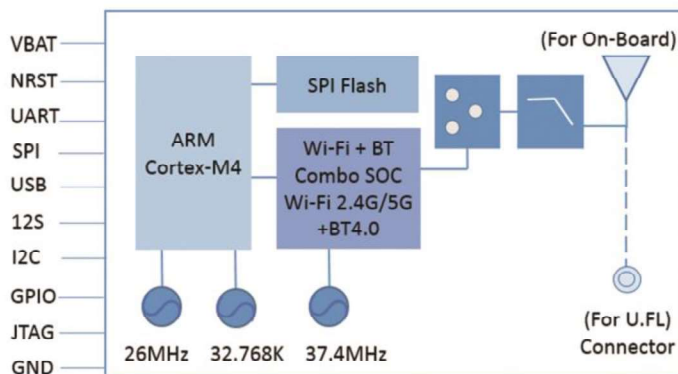 VBAT
NRST
UART
SPI
USB
12S
I2C
GPIO
JTAG
GND
ARM
Cortex-M4
SPI Flash
Wi-Fi + BT
Combo SOC
Wi-Fi 2.4G/5G
+BT4.0
26MHz
32.768K
37.4MHz
(For On-Board)
(For U.FL)
Connector